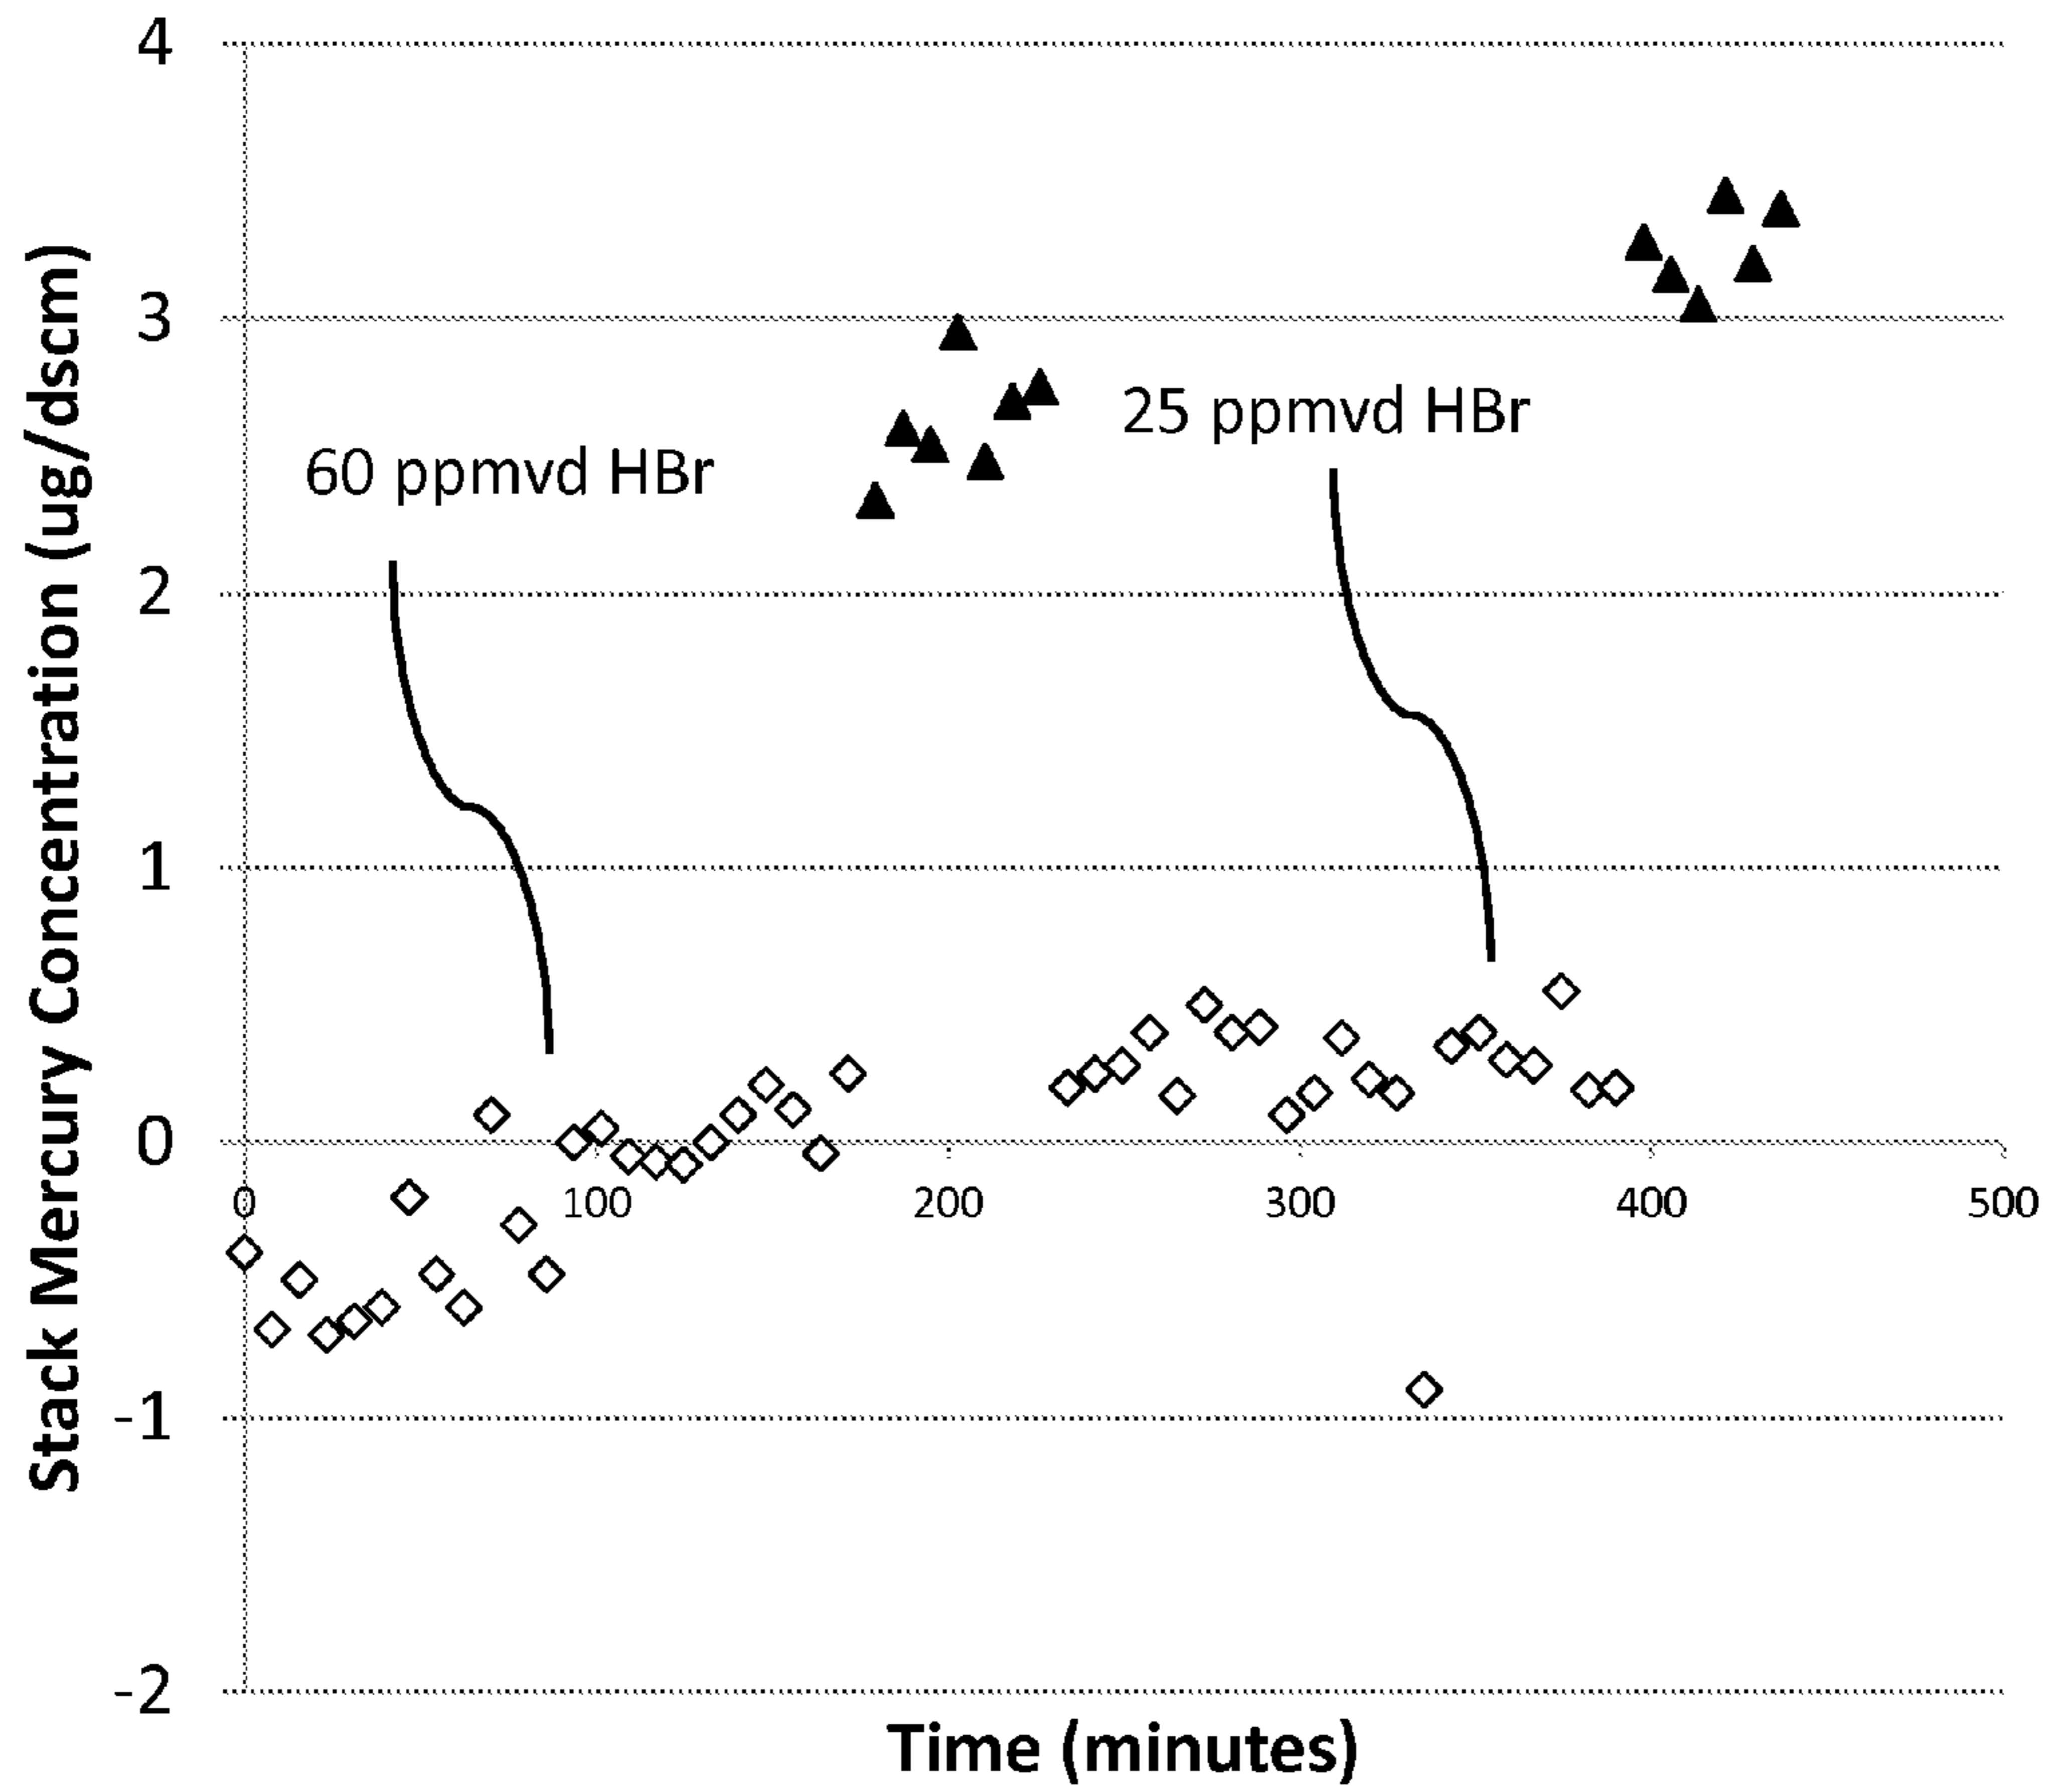 Stack Mercury Concentration (ug/dscm)
4
3
2
1
0
-1
-2
60 ppmvd HBr
25 ppmvd HBr
0 100 200 300 400 500
Time (minutes)